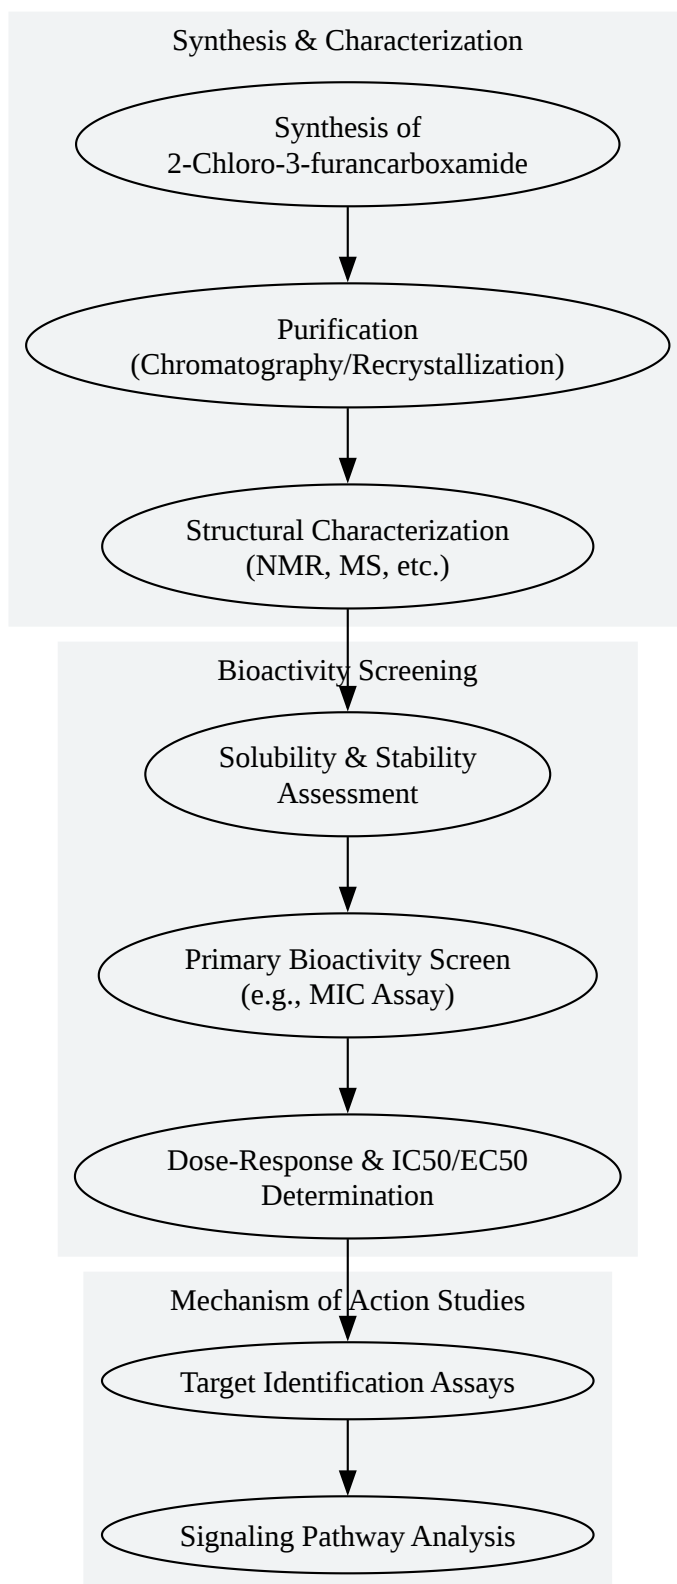 Synthesis & Characterization
Synthesis of
2-Chloro-3-furancarboxamide
Purification
(Chromatography/Recrystallization)
Structural Characterization
(NMR, MS, etc.)
Bioactivity Screening
Solubility & Stability
Assessment
Primary Bioactivity Screen
(e.g., MIC Assay)
Dose-Response & IC50/EC50
Determination
Mechanism of Action Studies
Target Identification Assays
Signaling Pathway Analysis